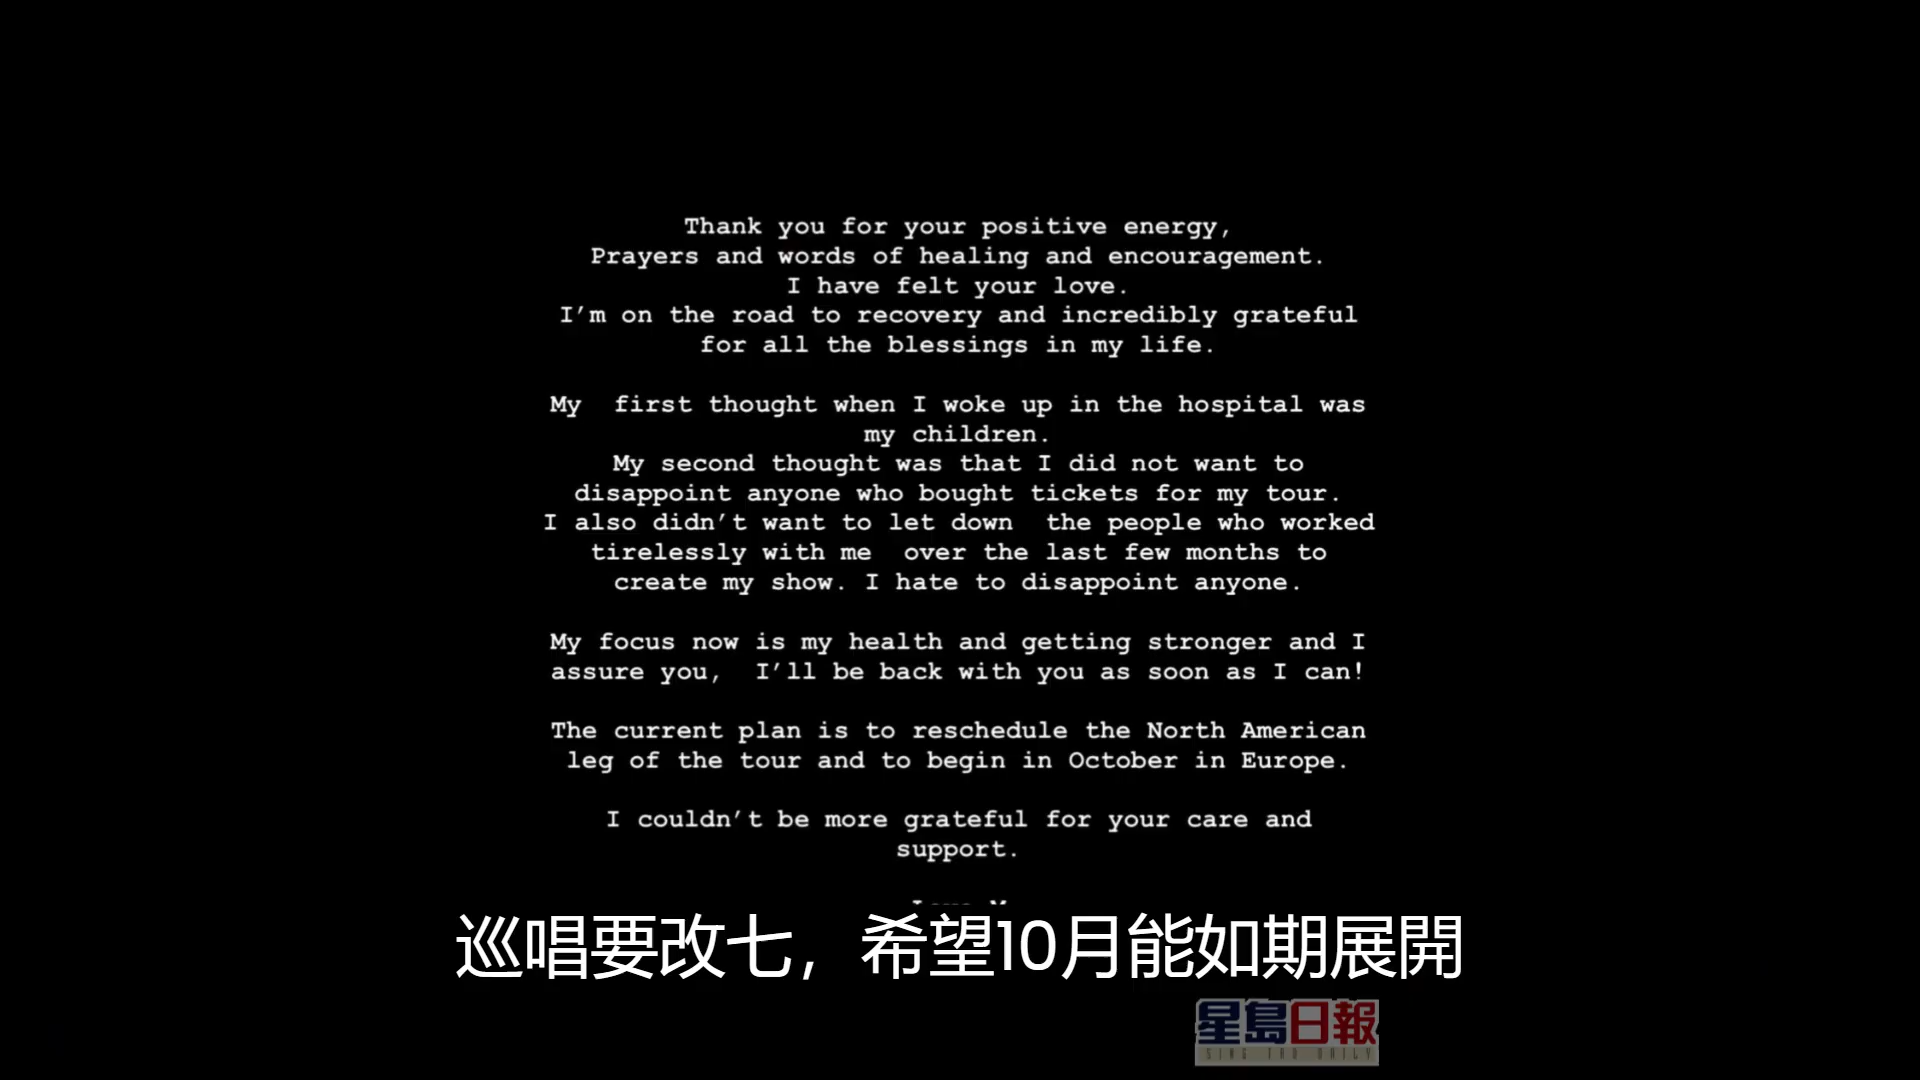 Thank you for your positive energy,
Prayers and words of healing and encouragement.
I have felt your love.
I’m on the road to recovery and incredibly grateful
for all the blessings in my life.
My  first thought when I woke up in the hospital was
my children.
My second thought was that I did not want to
disappoint anyone who bought tickets for my tour.
I also didn’t want to let down  the people who worked
tirelessly with me  over the last few months to
create my show. I hate to disappoint anyone.
My focus now is my health and getting stronger and I
assure you,  I’ll be back with you as soon as I can!
The current plan is to reschedule the North American
leg of the tour and to begin in October in Europe.
I couldn’t be more grateful for your care and
support.
巡唱要改七，希望10月能如期展開
星島日報
SING TAO DAILY